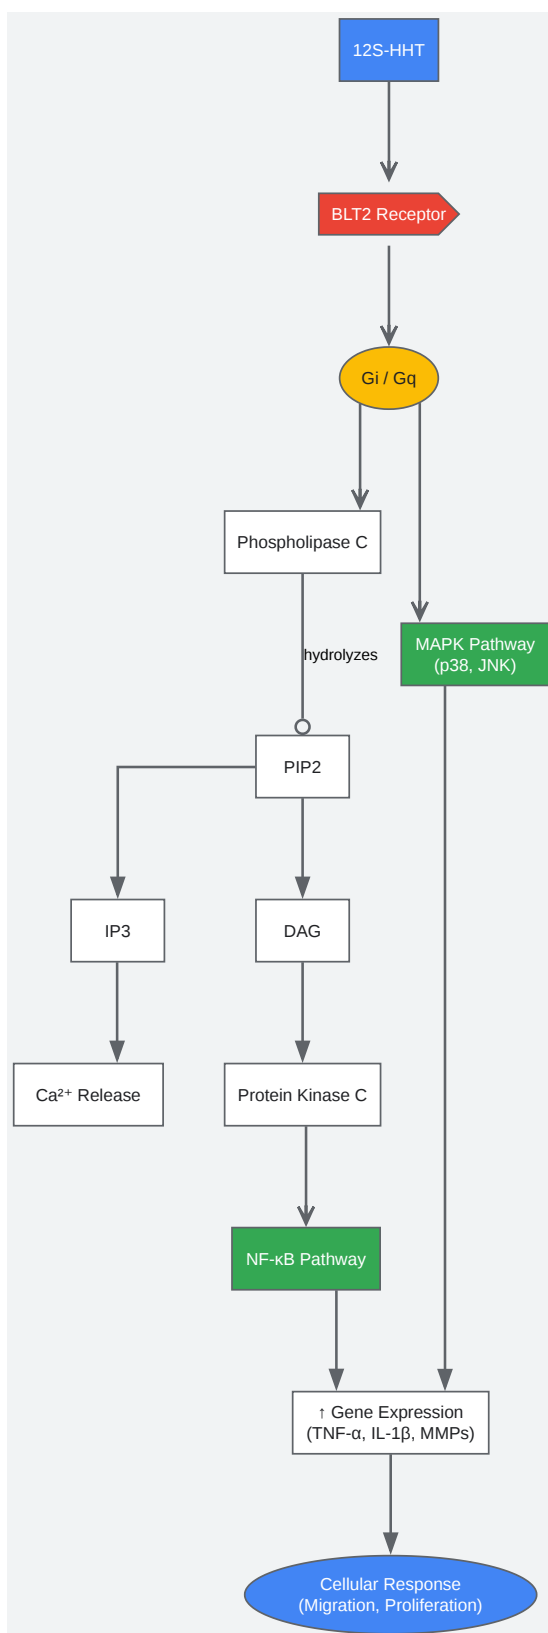 12S-HHT
BLT2 Receptor
Gi / Gq
Phospholipase C
hydrolyzes
MAPK Pathway
(p38, JNK)
PIP2
IP3
DAG
Ca²⁺ Release
Protein Kinase C
NF-κB Pathway
↑ Gene Expression
(TNF-α, IL-1β, MMPs)
Cellular Response
(Migration, Proliferation)